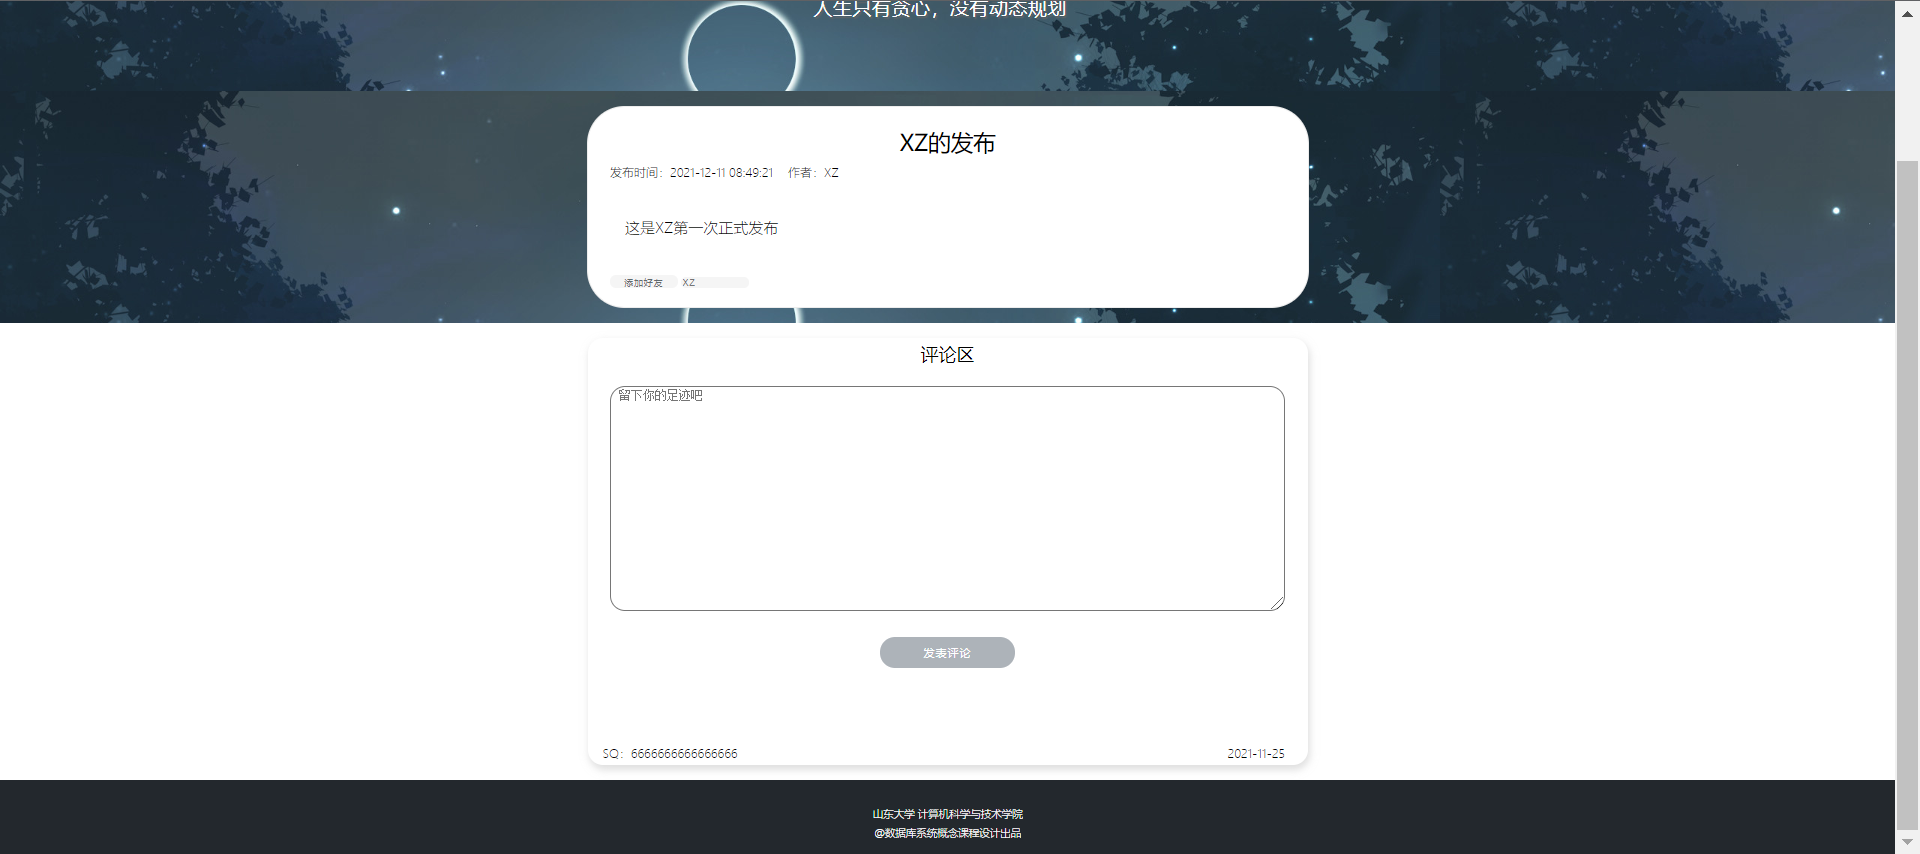 人生只有贪心，没有动态规划
XZ的发布
发布时间：2021-12-11 08:49:21 作者：XZ
这是XZ第一次正式发布
添加好友 XZ
评论区
留下你的足迹吧
发表评论
SQ：6666666666666666 2021-11-25
山东大学 计算机科学与技术学院
@数据库系统概念课程设计出品